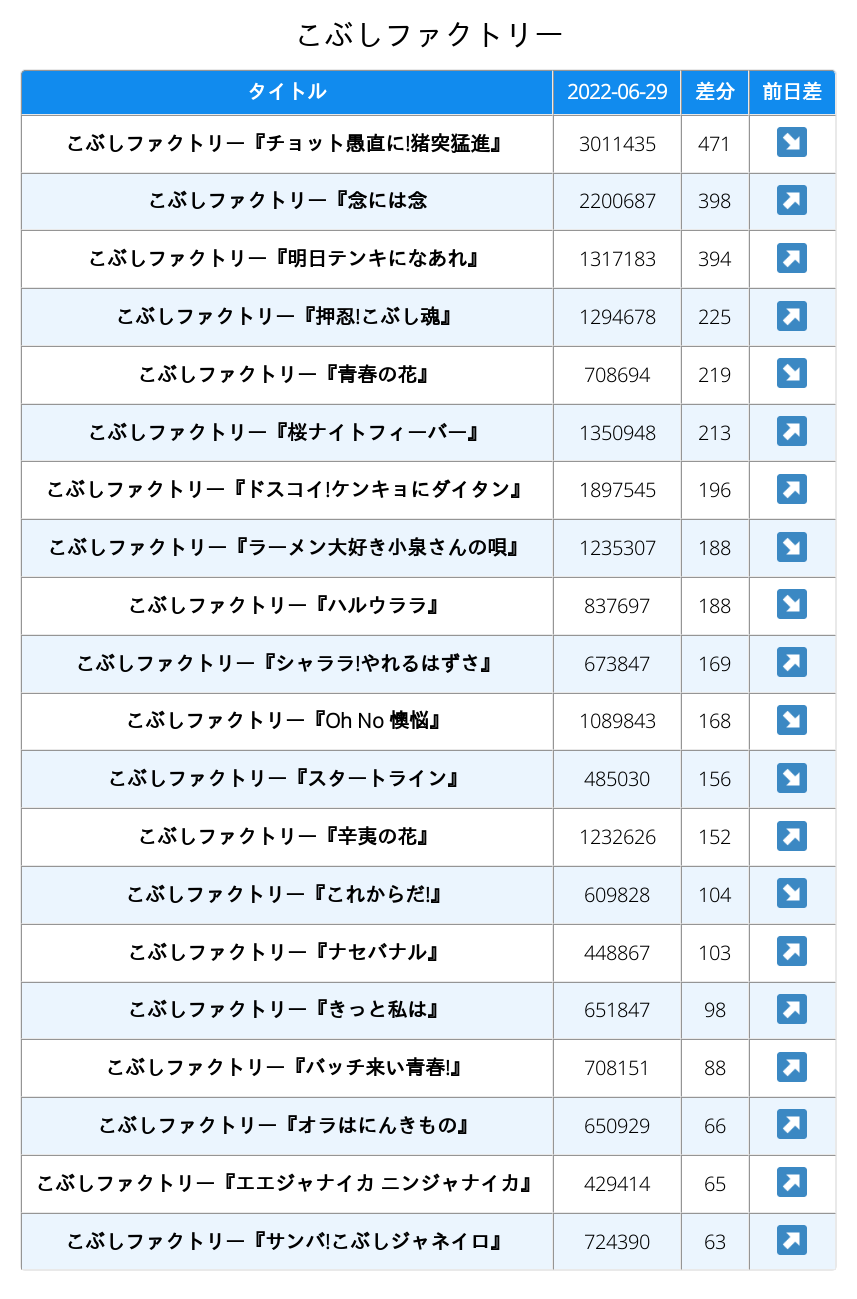 こぶしファクトリー
タイトル 2022-06-29 差分 前日差
こぶしファクトリー『チョット愚直に!猪突猛進』 3011435 471 ↘
こぶしファクトリー『念には念 2200687 398 ↗
こぶしファクトリー『明日テンキになあれ』 1317183 394 ↗
こぶしファクトリー『押忍!こぶし魂』 1294678 225 ↗
こぶしファクトリー『青春の花』 708694 219 ↘
こぶしファクトリー『桜ナイトフィーバー』 1350948 213 ↗
こぶしファクトリー『ドスコイ!ケンキョにダイタン』 1897545 196 ↗
こぶしファクトリー『ラーメン大好き小泉さんの唄』 1235307 188 ↘
こぶしファクトリー『ハルウララ』 837697 188 ↘
こぶしファクトリー『シャララ!やれるはずさ』 673847 169 ↗
こぶしファクトリー『Oh No 懊悩』 1089843 168 ↘
こぶしファクトリー『スタートライン』 485030 156 ↘
こぶしファクトリー『辛夷の花』 1232626 152 ↗
こぶしファクトリー『これからだ!』 609828 104 ↘
こぶしファクトリー『ナセバナル』 448867 103 ↗
こぶしファクトリー『きっと私は』 651847 98 ↗
こぶしファクトリー『バッチ来い青春!』 708151 88 ↗
こぶしファクトリー『オラはにんきもの』 650929 66 ↗
こぶしファクトリー『エエジャナイカ ニンジャナイカ』 429414 65 ↗
こぶしファクトリー『サンバ!こぶしジャネイロ』 724390 63 ↗